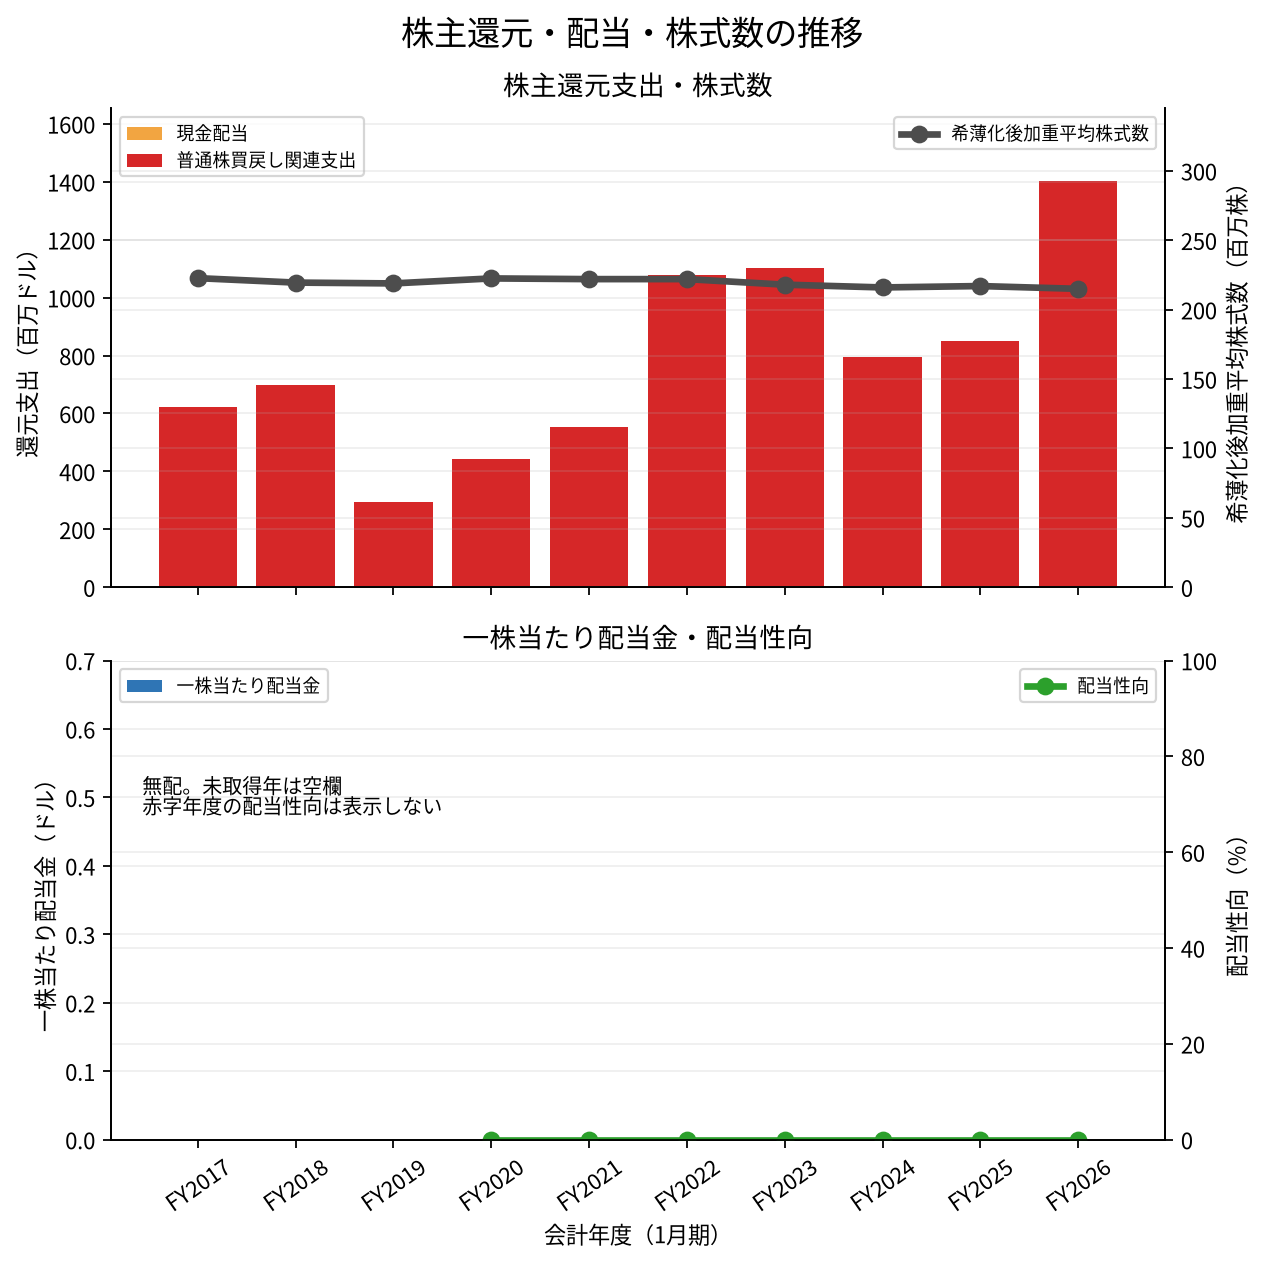 株主還元・配当・株式数の推移
株主還元支出・株式数
現金配当
普通株買戻し関連支出
希薄化後加重平均株式数
還元支出（百万ドル）
1600
1400
1200
1000
800
600
400
200
0
300
250
200
150
100
50
0
希薄化後加重平均株式数（百万株）
一株当たり配当金・配当性向
一株当たり配当金
配当性向
無配。未取得年は空欄
赤字年度の配当性向は表示しない
一株当たり配当金（ドル）
0.7
0.6
0.5
0.4
0.3
0.2
0.1
0.0
100
80
60
40
20
0
配当性向（%）
FY2017
FY2018
FY2019
FY2020
FY2021
FY2022
FY2023
FY2024
FY2025
FY2026
会計年度（1月期）